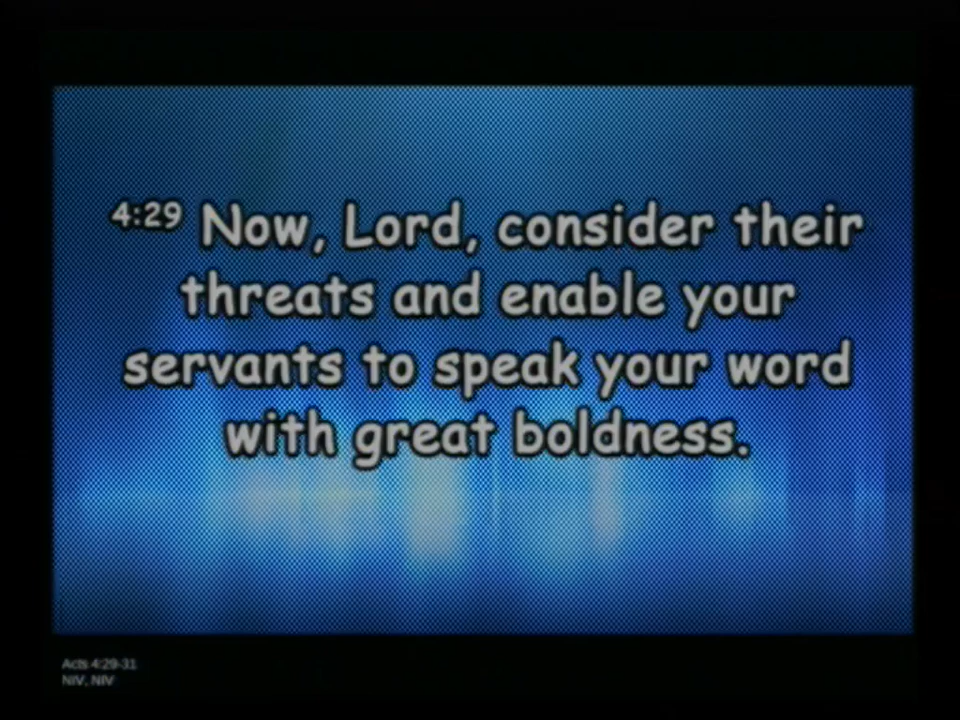 4:29 Now, Lord, consider their
threats and enable your
servants to speak your word
with great boldness.
Acts 4:29-31
NIV, NIV